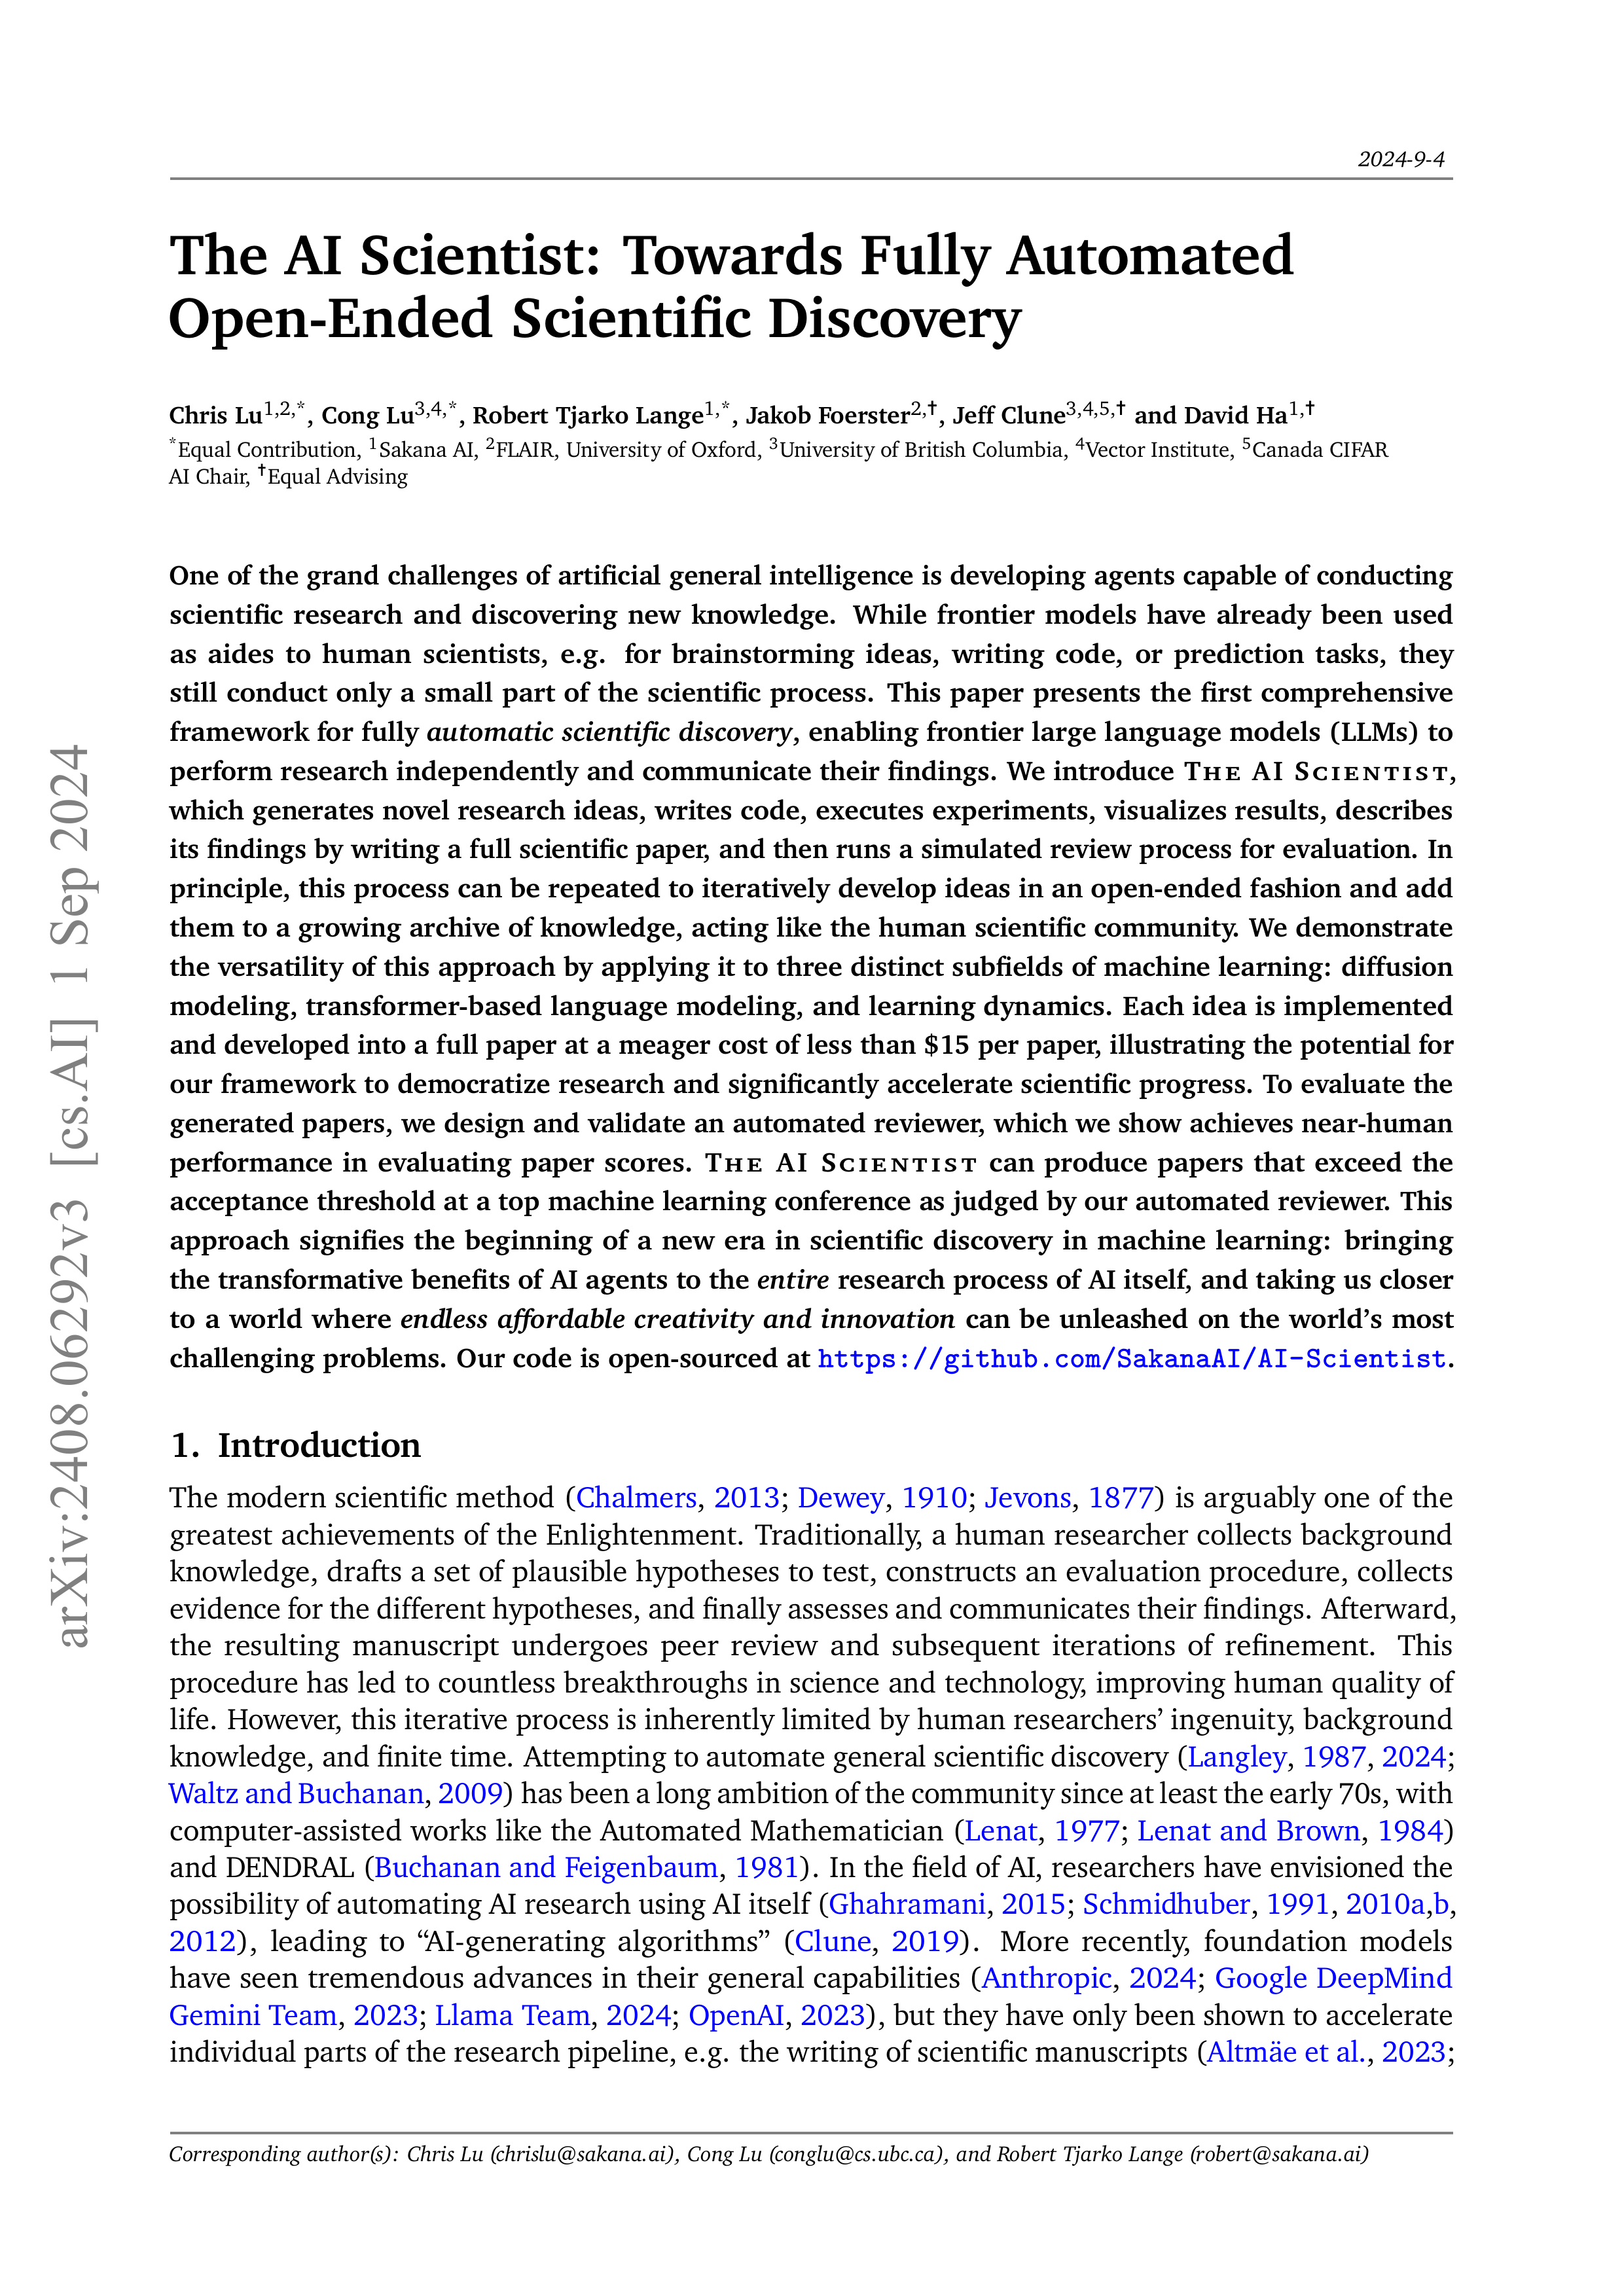 2024-9-4
The AI Scientist: Towards Fully Automated
Open-Ended Scientific Discovery
Chris Lu1,2,*, Cong Lu3,4,*, Robert Tjarko Lange1,*, Jakob Foerster2,†, Jeff Clune3,4,5,† and David Ha1,†
*Equal Contribution, 1Sakana AI, 2FLAIR, University of Oxford, 3University of British Columbia, 4Vector Institute, 5Canada CIFAR
AI Chair, †Equal Advising
One of the grand challenges of artificial general intelligence is developing agents capable of conducting
scientific research and discovering new knowledge. While frontier models have already been used
as aides to human scientists, e.g. for brainstorming ideas, writing code, or prediction tasks, they
still conduct only a small part of the scientific process. This paper presents the first comprehensive
framework for fully automatic scientific discovery, enabling frontier large language models (LLMs) to
perform research independently and communicate their findings. We introduce THE AI SCIENTIST,
which generates novel research ideas, writes code, executes experiments, visualizes results, describes
its findings by writing a full scientific paper, and then runs a simulated review process for evaluation. In
principle, this process can be repeated to iteratively develop ideas in an open-ended fashion and add
them to a growing archive of knowledge, acting like the human scientific community. We demonstrate
the versatility of this approach by applying it to three distinct subfields of machine learning: diffusion
modeling, transformer-based language modeling, and learning dynamics. Each idea is implemented
and developed into a full paper at a meager cost of less than $15 per paper, illustrating the potential for
our framework to democratize research and significantly accelerate scientific progress. To evaluate the
generated papers, we design and validate an automated reviewer, which we show achieves near-human
performance in evaluating paper scores. THE AI SCIENTIST can produce papers that exceed the
acceptance threshold at a top machine learning conference as judged by our automated reviewer. This
approach signifies the beginning of a new era in scientific discovery in machine learning: bringing
the transformative benefits of AI agents to the entire research process of AI itself, and taking us closer
to a world where endless affordable creativity and innovation can be unleashed on the world's most
challenging problems. Our code is open-sourced at https://github.com/SakanaAI/AI-Scientist.
1. Introduction
The modern scientific method (Chalmers, 2013; Dewey, 1910; Jevons, 1877) is arguably one of the
greatest achievements of the Enlightenment. Traditionally, a human researcher collects background
knowledge, drafts a set of plausible hypotheses to test, constructs an evaluation procedure, collects
evidence for the different hypotheses, and finally assesses and communicates their findings. Afterward,
the resulting manuscript undergoes peer review and subsequent iterations of refinement. This
procedure has led to countless breakthroughs in science and technology, improving human quality of
life. However, this iterative process is inherently limited by human researchers' ingenuity, background
knowledge, and finite time. Attempting to automate general scientific discovery (Langley, 1987, 2024;
Waltz and Buchanan, 2009) has been a long ambition of the community since at least the early 70s, with
computer-assisted works like the Automated Mathematician (Lenat, 1977; Lenat and Brown, 1984)
and DENDRAL (Buchanan and Feigenbaum, 1981). In the field of AI, researchers have envisioned the
possibility of automating AI research using AI itself (Ghahramani, 2015; Schmidhuber, 1991, 2010a,b,
2012), leading to “AI-generating algorithms” (Clune, 2019). More recently, foundation models
have seen tremendous advances in their general capabilities (Anthropic, 2024; Google DeepMind
Gemini Team, 2023; Llama Team, 2024; OpenAI, 2023), but they have only been shown to accelerate
individual parts of the research pipeline, e.g. the writing of scientific manuscripts (Altmäe et al., 2023;
Corresponding author(s): Chris Lu (chrislu@sakana.ai), Cong Lu (conglu@cs.ubc.ca), and Robert Tjarko Lange (robert@sakana.ai)
arXiv:2408.06292v3 [cs.AI] 1 Sep 2024